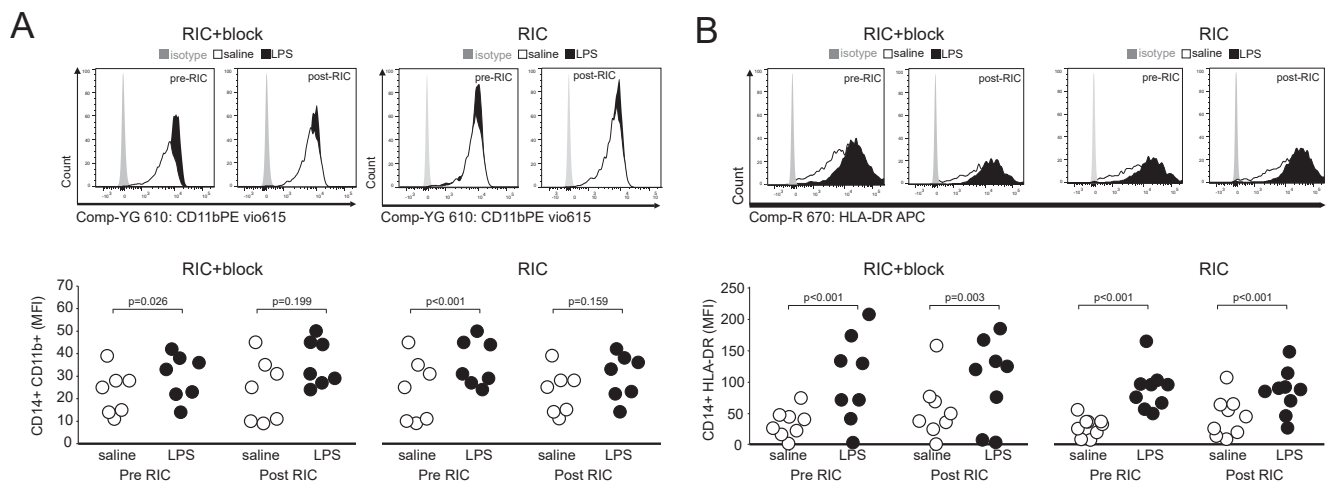 A
RIC+block
RIC
isotype saline LPS
isotype saline LPS
pre-RIC
post-RIC
pre-RIC
post-RIC
Count
Count
Comp-YG 610: CD11bPE vio615
Comp-YG 610: CD11bPE vio615
RIC+block
RIC
CD14+ CD11b+ (MFI)
70
60
50
40
30
20
10
0
p=0.026
p=0.199
p<0.001
p=0.159
saline LPS saline LPS saline LPS saline LPS
Pre RIC Post RIC Pre RIC Post RIC
B
RIC+block
RIC
isotype saline LPS
isotype saline LPS
pre-RIC
post-RIC
pre-RIC
post-RIC
Count
Comp-R 670: HLA-DR APC
RIC+block
RIC
CD14+ HLA-DR (MFI)
250
200
150
100
50
0
p<0.001
p=0.003
p<0.001
p<0.001
saline LPS saline LPS saline LPS saline LPS
Pre RIC Post RIC Pre RIC Post RIC